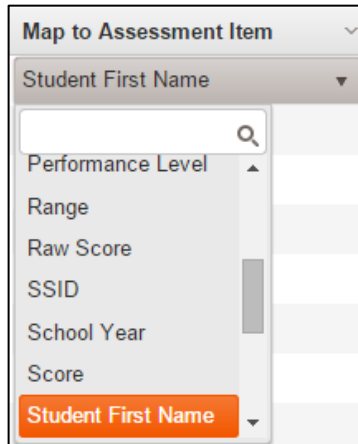 Map to Assessment Item
Student First Name
Performance Level
Range
Raw Score
SSID
School Year
Score
Student First Name